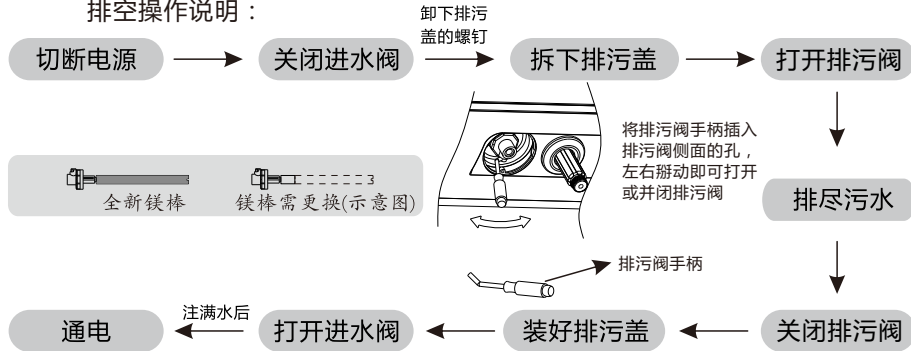 排空操作说明：
切断电源
关闭进水阀
卸下排污
盖的螺钉
拆下排污盖
打开排污阀
将排污阀手柄插入
排污阀侧面的孔，
左右掰动即可打开
或并闭排污阀
全新镁棒
镁棒需更换(示意图)
排尽污水
排污阀手柄
关闭排污阀
装好排污盖
打开进水阀
注满水后
通电